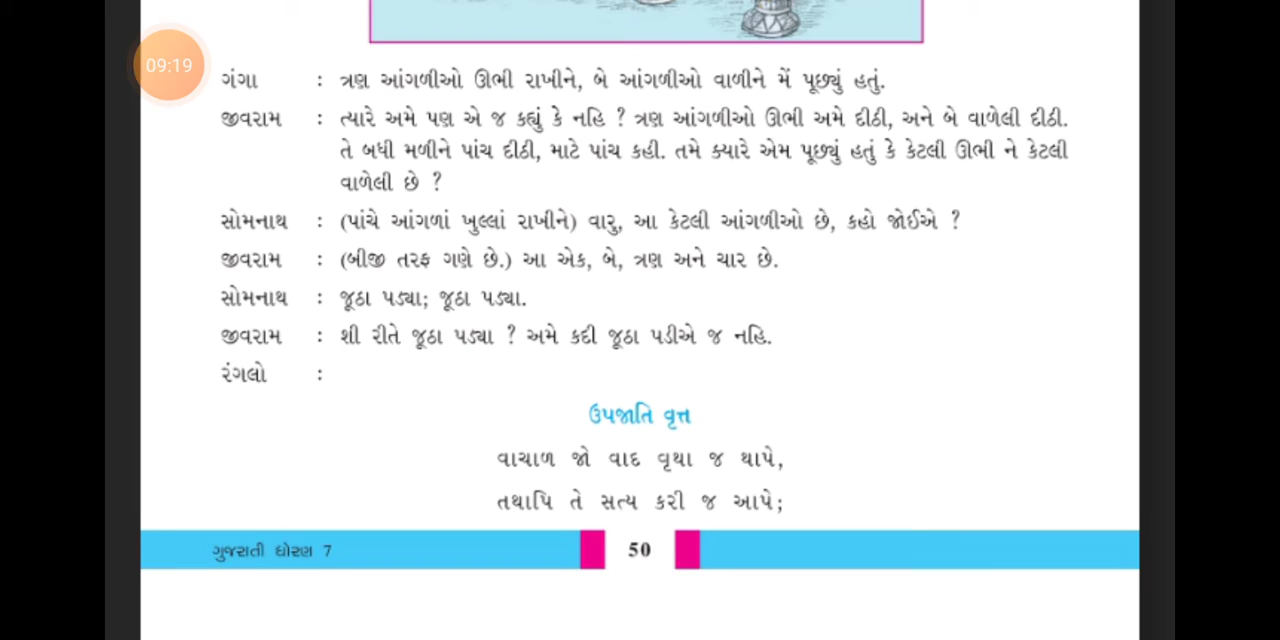 09:19
ગંગા : ત્રણ આંગળીઓ ઊભી રાખીને, બે આંગળીઓ વાળીને મેં પૂછ્યું હતું.
જીવરામ : ત્યારે અમે પણ એ જ કહ્યું કે નહિ ? ત્રણ આંગળીઓ ઊભી અમે દીઠી, અને બે વાળેલી દીઠી.
તે બધી મળીને પાંચ દીઠી, માટે પાંચ કહી. તમે ક્યારે એમ પૂછ્યું હતું કે કેટલી ઊભી ને કેટલી
વાળેલી છે ?
સોમનાથ : (પાંચે આંગળાં ખુલ્લાં રાખીને) વારુ, આ કેટલી આંગળીઓ છે, કહો જોઈએ ?
જીવરામ : (બીજી તરફ ગણે છે.) આ એક, બે, ત્રણ અને ચાર છે.
સોમનાથ : જૂઠા પડ્યા; જૂઠા પડ્યા.
જીવરામ : શી રીતે જૂઠા પડ્યા ? અમે કદી જૂઠા પડીએ જ નહિ.
રંગલો :
ઉપજાતિ વૃત્ત
વાચાળ જો વાદ વૃથા જ થાપે,
તથાપિ તે સત્ય કરી જ આપે;
ગુજરાતી ધોરણ 7 50